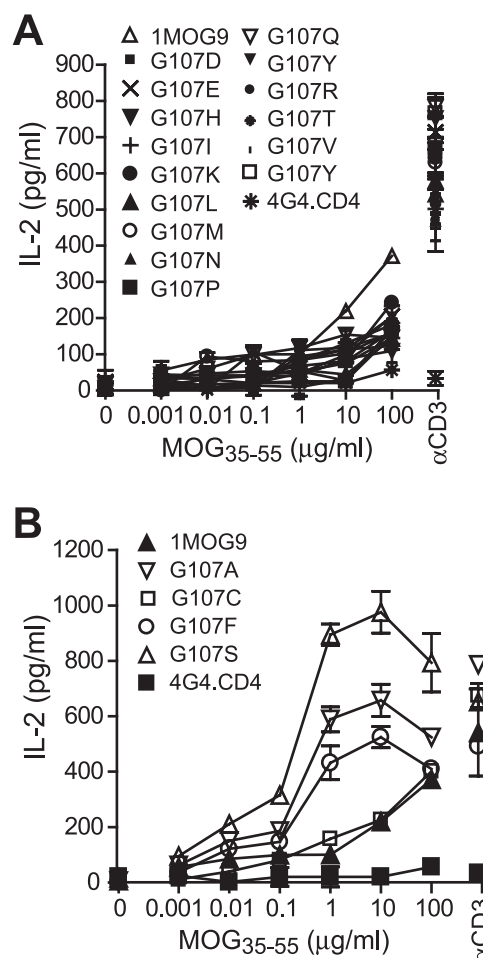 A
1MOG9
G107D
G107E
G107H
G107I
G107K
G107L
G107M
G107N
G107P
G107Q
G107Y
G107R
G107T
G107V
G107Y
4G4.CD4
IL-2 (pg/ml)
900
800
700
600
500
400
300
200
100
0
0 0.001 0.01 0.1 1 10 100 αCD3
MOG35-55 (μg/ml)
B
1MOG9
G107A
G107C
G107F
G107S
4G4.CD4
IL-2 (pg/ml)
1200
1000
800
600
400
200
0
0 0.001 0.01 0.1 1 10 100 αCD3
MOG35-55 (μg/ml)